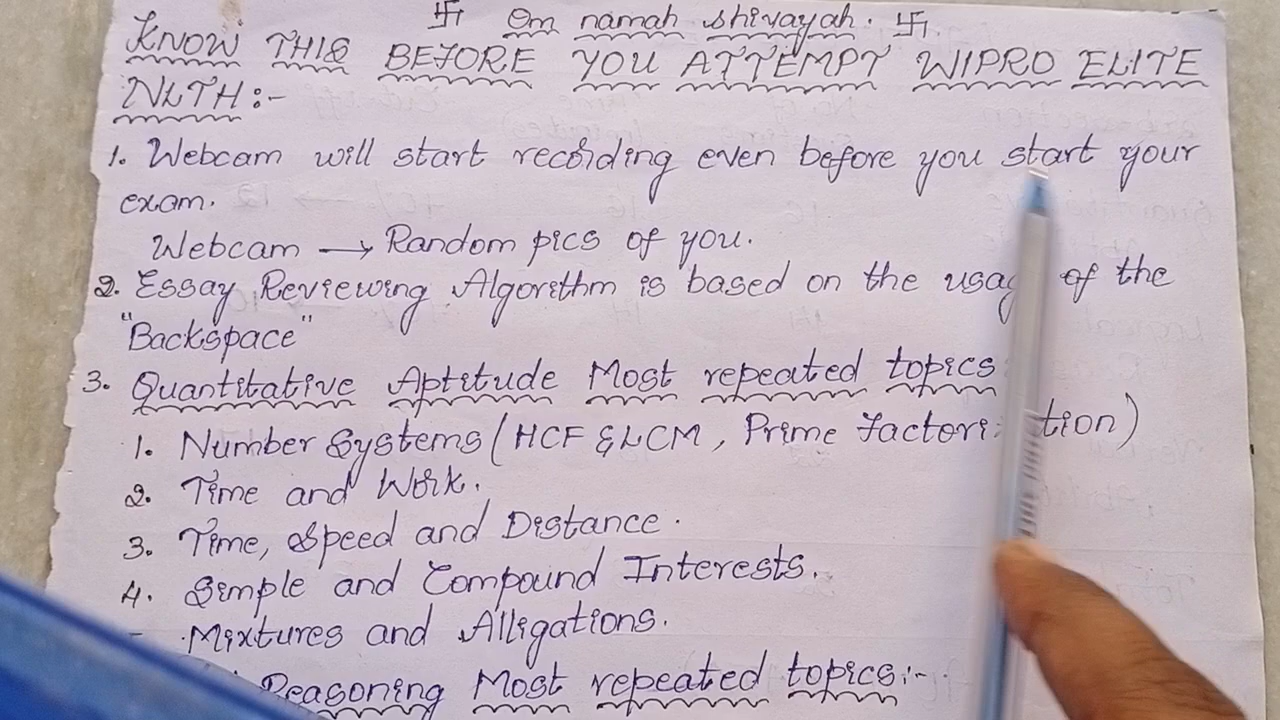 卐 Om namah shivayah. 卐.
KNOW THIS BEFORE YOU ATTEMPT WIPRO ELITE
NLTH:-
1. Webcam will start recording even before you start your
exam.
Webcam → Random pics of you.
2. Essay Reviewing Algorithm is based on the of the
"Backspace"
3. Quantitative Aptitude Most repeated topics
1. Number Systems (HCF & LCM, Prime
2. Time and Work.
3. Time, Speed and Distance.
4. Simple and Compound Interests.
Mixtures and Alligations.
Reasoning Most repeated topics:-